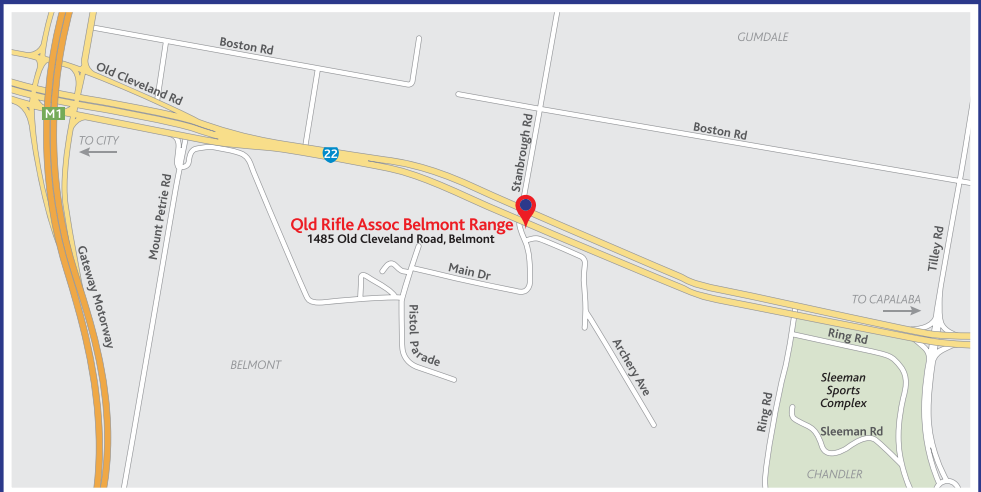 GUMDALE
Boston Rd
Old Cleveland Rd
M1
TO CITY
22
Stanbrough Rd
Boston Rd
Mount Petrie Rd
Qld Rifle Assoc Belmont Range
1485 Old Cleveland Road, Belmont
Tilley Rd
Gateway Motorway
Main Dr
TO CAPALABA
Pistol Parade
Ring Rd
BELMONT
Archery Ave
Sleeman
Sports
Complex
Ring Rd
Sleeman Rd
CHANDLER